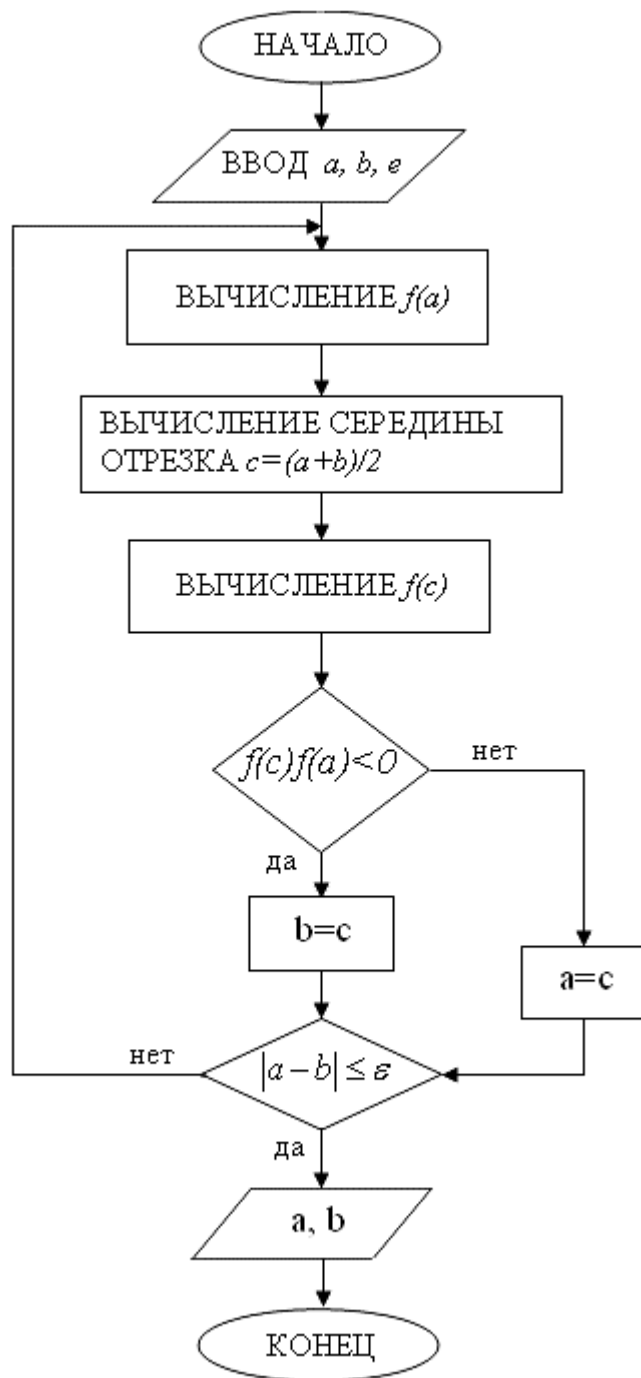 НАЧАЛО
ВВОД a, b, e
ВЫЧИСЛЕНИЕ f(a)
ВЫЧИСЛЕНИЕ СЕРЕДИНЫ
ОТРЕЗКА c=(a+b)/2
ВЫЧИСЛЕНИЕ f(c)
f(c)f(a)<0
нет
да
b=c
a=c
нет
|a-b| ≤ ε
да
a, b
КОНЕЦ